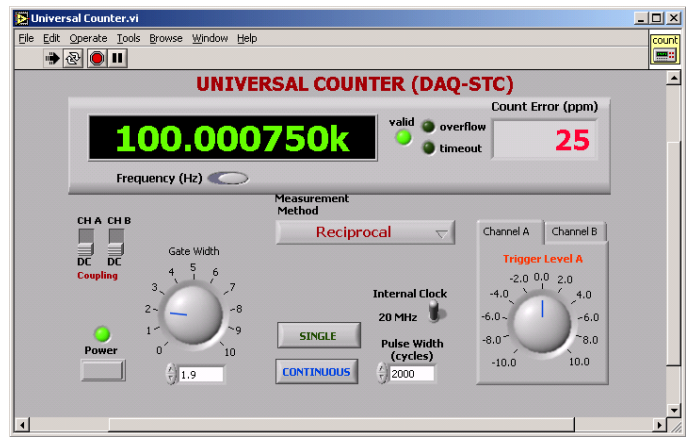 Universal Counter.vi
File Edit Operate Tools Browse Window Help
count
UNIVERSAL COUNTER (DAQ-STC)
Count Error (ppm)
100.000750k
valid
overflow
timeout
25
Frequency (Hz)
Measurement
Method
Reciprocal
CH A CH B
DC DC
Coupling
Gate Width
0 1 2 3 4 5 6 7 8 9 10
1.9
Power
SINGLE
CONTINUOUS
Internal Clock
20 MHz
Pulse Width
(cycles)
2000
Channel A Channel B
Trigger Level A
-10.0 -8.0 -6.0 -4.0 -2.0 0.0 2.0 4.0 6.0 8.0 10.0